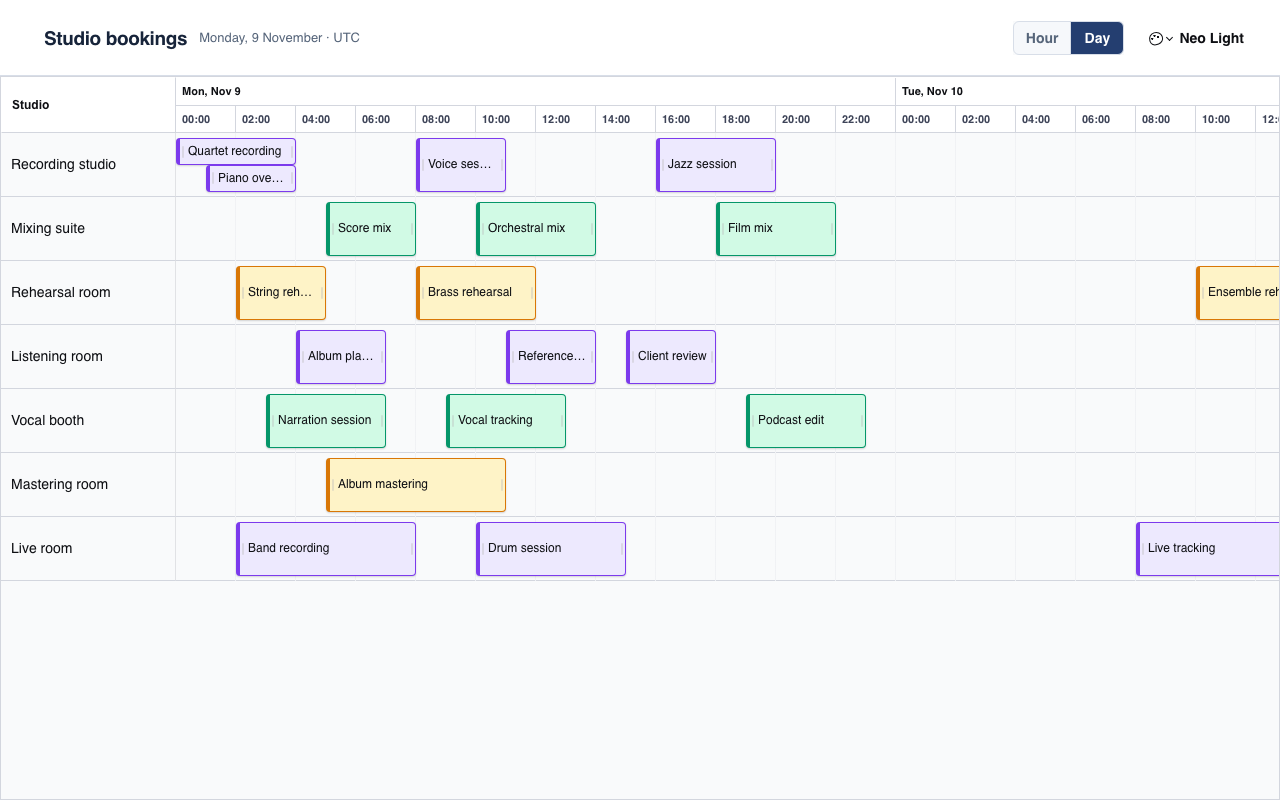 Studio bookings Monday, 9 November · UTC
Hour Day
Neo Light
Studio
Mon, Nov 9 Tue, Nov 10
00:00 02:00 04:00 06:00 08:00 10:00 12:00 14:00 16:00 18:00 20:00 22:00 00:00 02:00 04:00 06:00 08:00 10:00 12:
Recording studio
Quartet recording
Piano ove…
Voice ses…
Jazz session
Mixing suite
Score mix
Orchestral mix
Film mix
Rehearsal room
String reh…
Brass rehearsal
Ensemble reh
Listening room
Album pla…
Reference…
Client review
Vocal booth
Narration session
Vocal tracking
Podcast edit
Mastering room
Album mastering
Live room
Band recording
Drum session
Live tracking